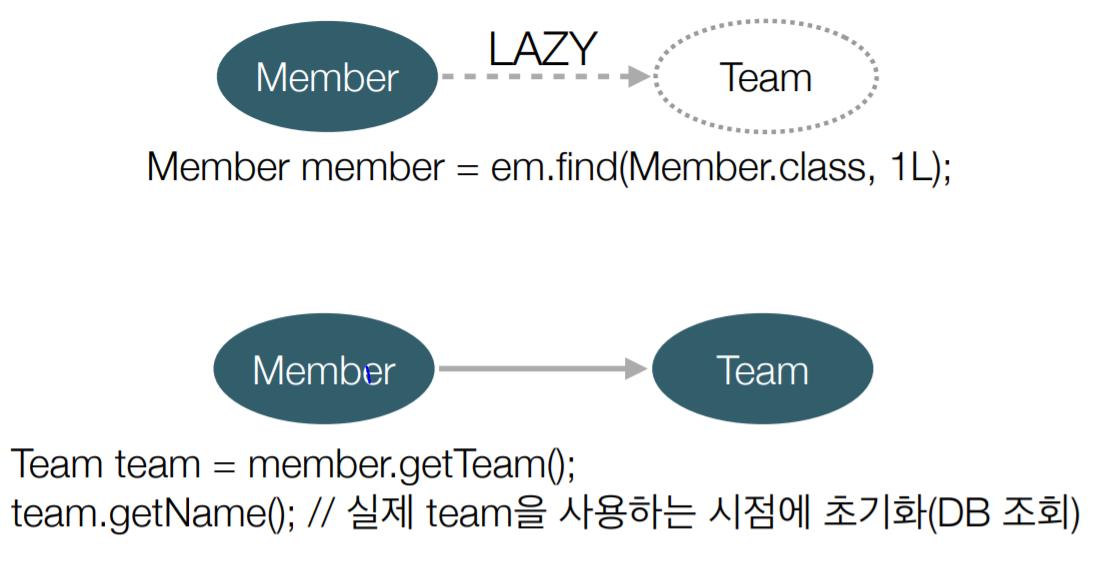 LAZY
Member
Team
Member member = em.find(Member.class, 1L);
Member
Team
Team team = member.getTeam();
team.getName(); // 실제 team을 사용하는 시점에 초기화(DB 조회)